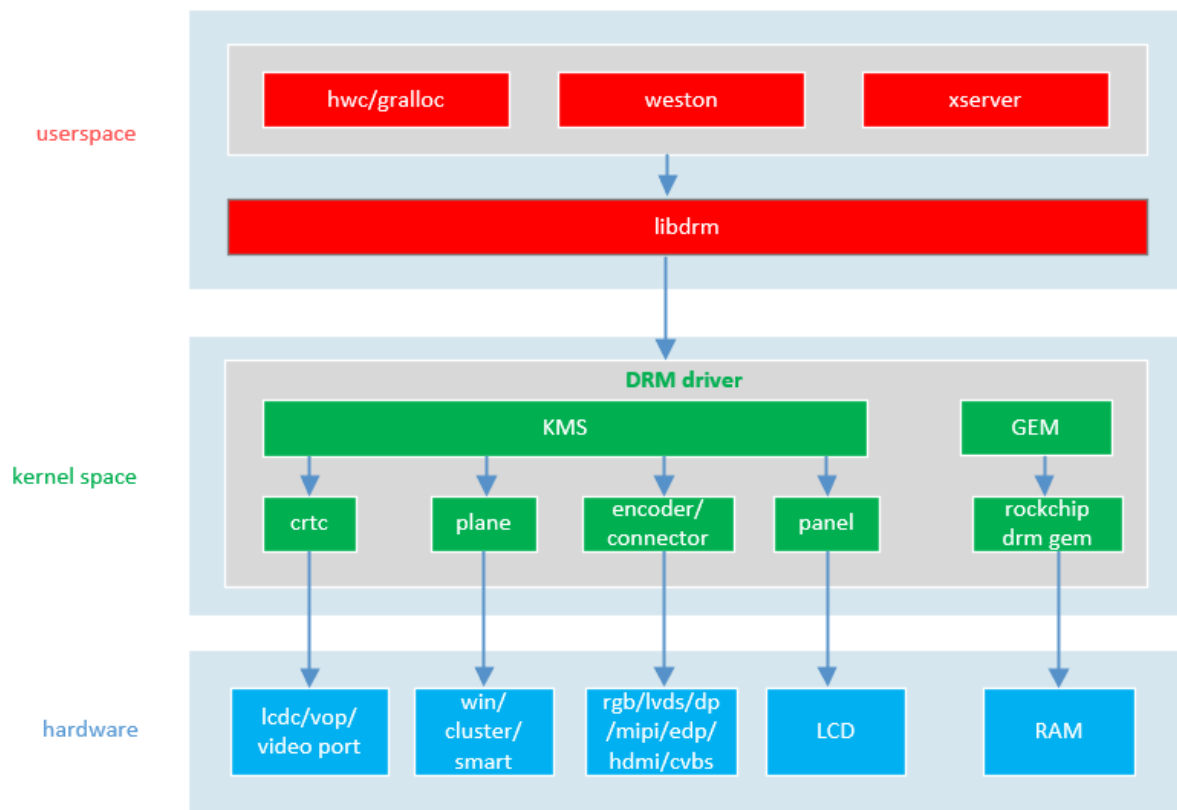 hwc/gralloc
weston
xserver
userspace
libdrm
DRM driver
KMS
GEM
kernel space
crtc
plane
encoder/
connector
panel
rockchip
drm gem
hardware
lcdc/vop/
video port
win/
cluster/
smart
rgb/lvds/dp
/mipi/edp/
hdmi/cvbs
LCD
RAM